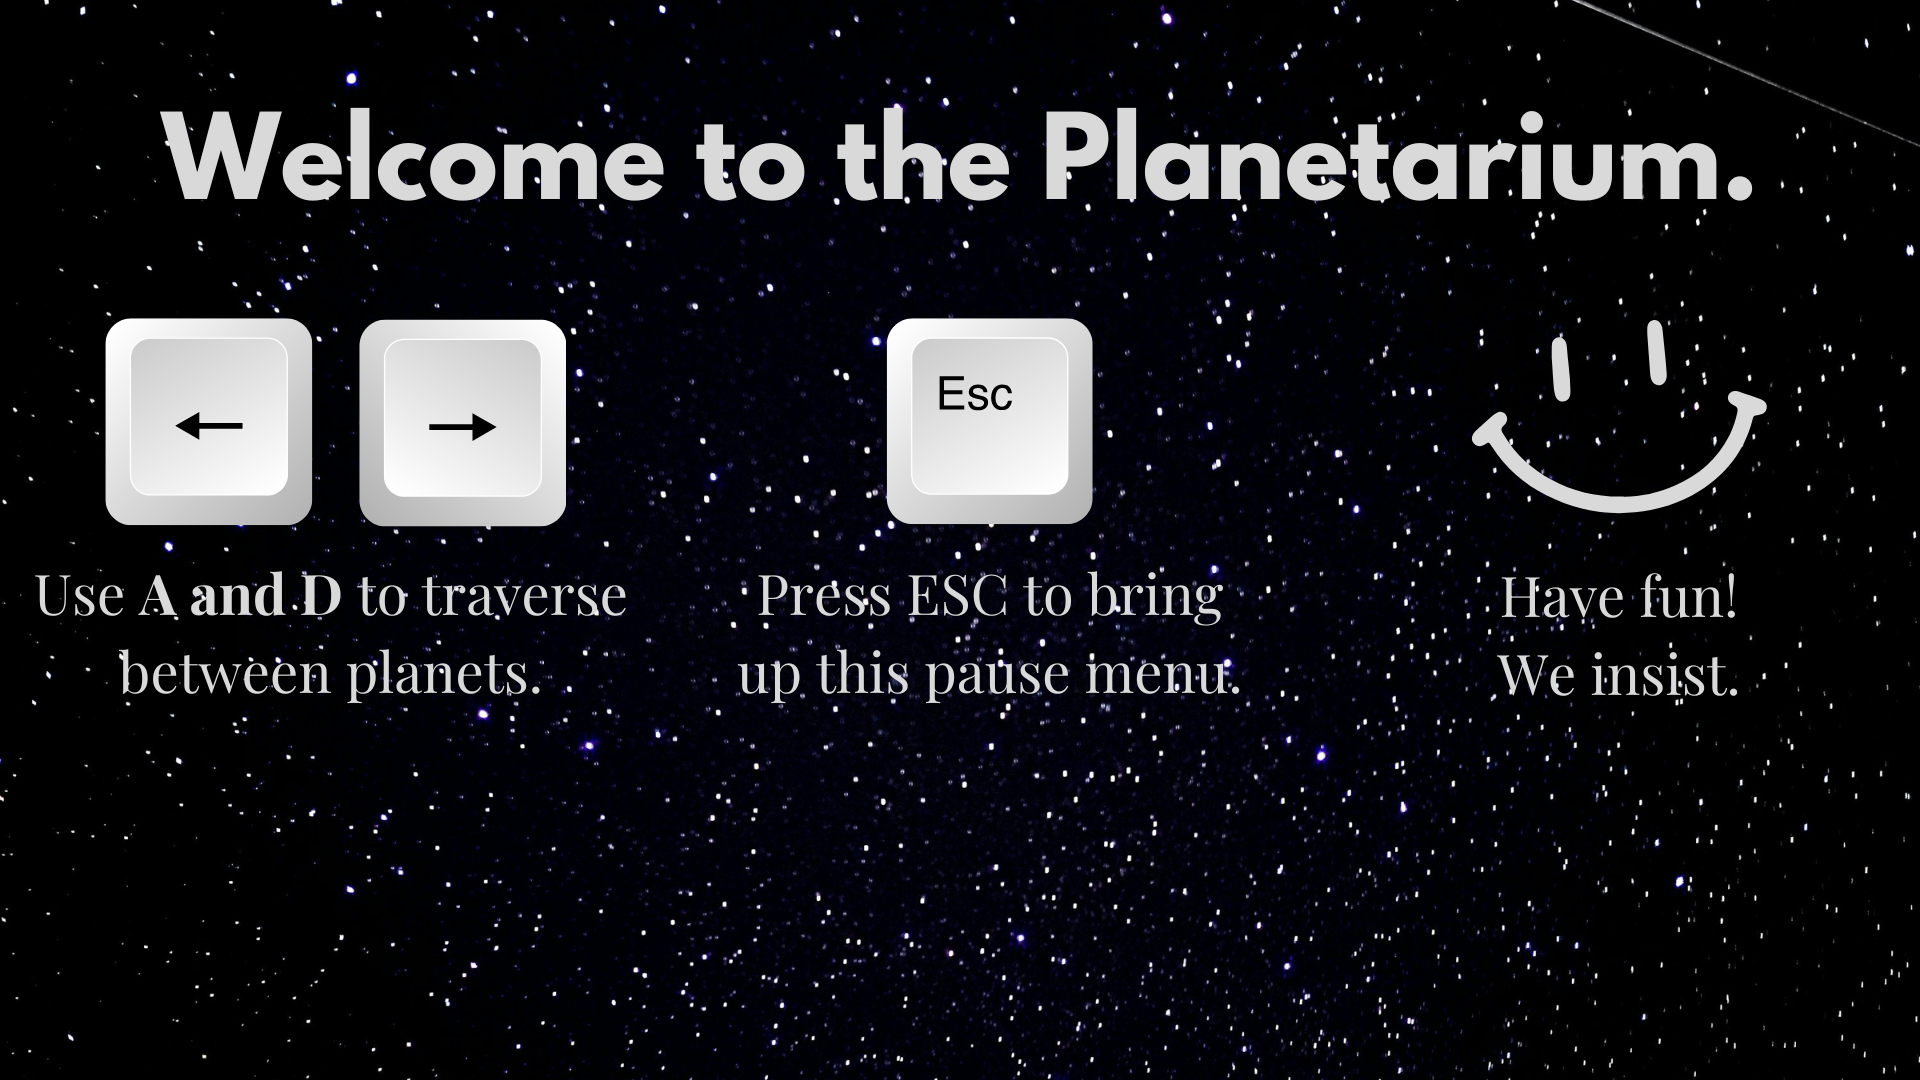 Welcome to the Planetarium.
← →
Esc
Use A and D to traverse
between planets.
Press ESC to bring
up this pause menu.
Have fun!
We insist.